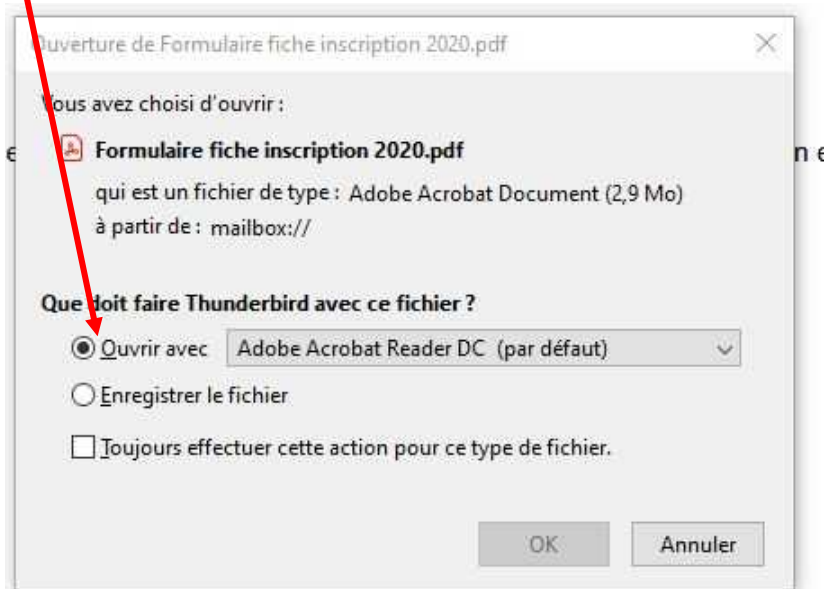 Ouverture de Formulaire fiche inscription 2020.pdf
Vous avez choisi d'ouvrir :
Formulaire fiche inscription 2020.pdf
qui est un fichier de type : Adobe Acrobat Document (2,9 Mo)
à partir de : mailbox://
Que doit faire Thunderbird avec ce fichier ?
Ouvrir avec Adobe Acrobat Reader DC (par défaut)
Enregistrer le fichier
Toujours effectuer cette action pour ce type de fichier.
OK Annuler